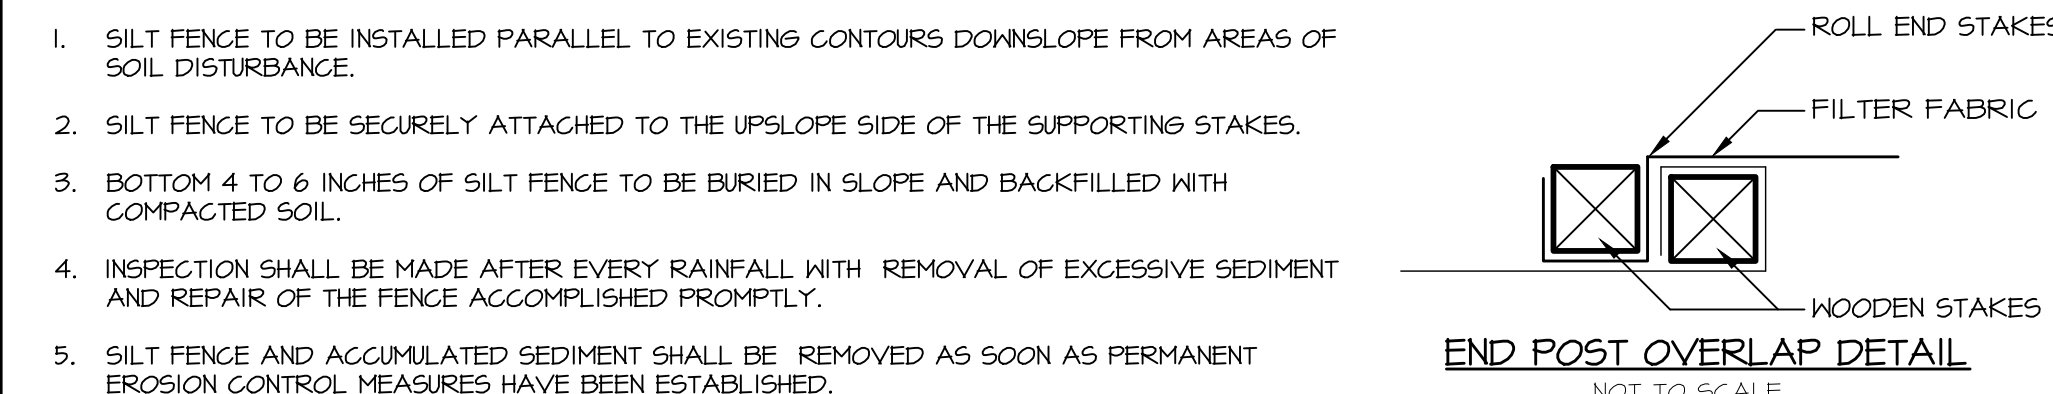 1. SILT FENCE TO BE INSTALLED PARALLEL TO EXISTING CONTOURS DOWNSLOPE FROM AREAS OF
SOIL DISTURBANCE.
2. SILT FENCE TO BE SECURELY ATTACHED TO THE UPSLOPE SIDE OF THE SUPPORTING STAKES.
3. BOTTOM 4 TO 6 INCHES OF SILT FENCE TO BE BURIED IN SLOPE AND BACKFILLED WITH
COMPACTED SOIL.
4. INSPECTION SHALL BE MADE AFTER EVERY RAINFALL WITH REMOVAL OF EXCESSIVE SEDIMENT
AND REPAIR OF THE FENCE ACCOMPLISHED PROMPTLY.
5. SILT FENCE AND ACCUMULATED SEDIMENT SHALL BE REMOVED AS SOON AS PERMANENT
EROSION CONTROL MEASURES HAVE BEEN ESTABLISHED.
ROLL END STAKES
FILTER FABRIC
WOODEN STAKES
END POST OVERLAP DETAIL
NOT TO SCALE